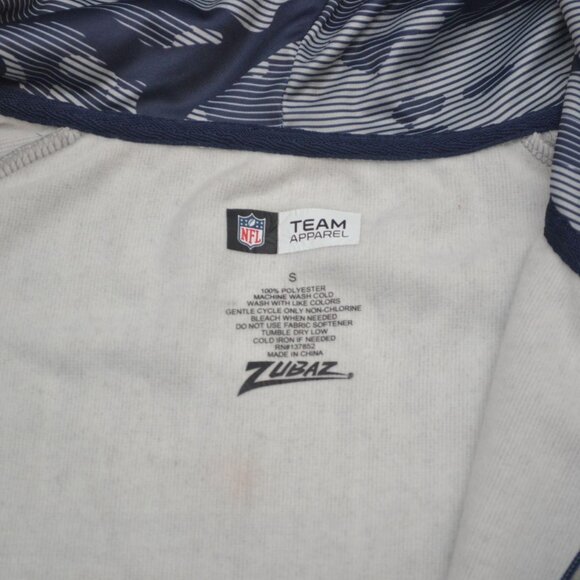 NFL
TEAM
APPAREL
S
100% POLYESTER
MACHINE WASH COLD
WASH WITH LIKE COLORS
GENTLE CYCLE ONLY NON-CHLORINE
BLEACH WHEN NEEDED
DO NOT USE FABRIC SOFTENER
TUMBLE DRY LOW
COLD IRON IF NEEDED
RN#137852
MADE IN CHINA
ZUBAZ